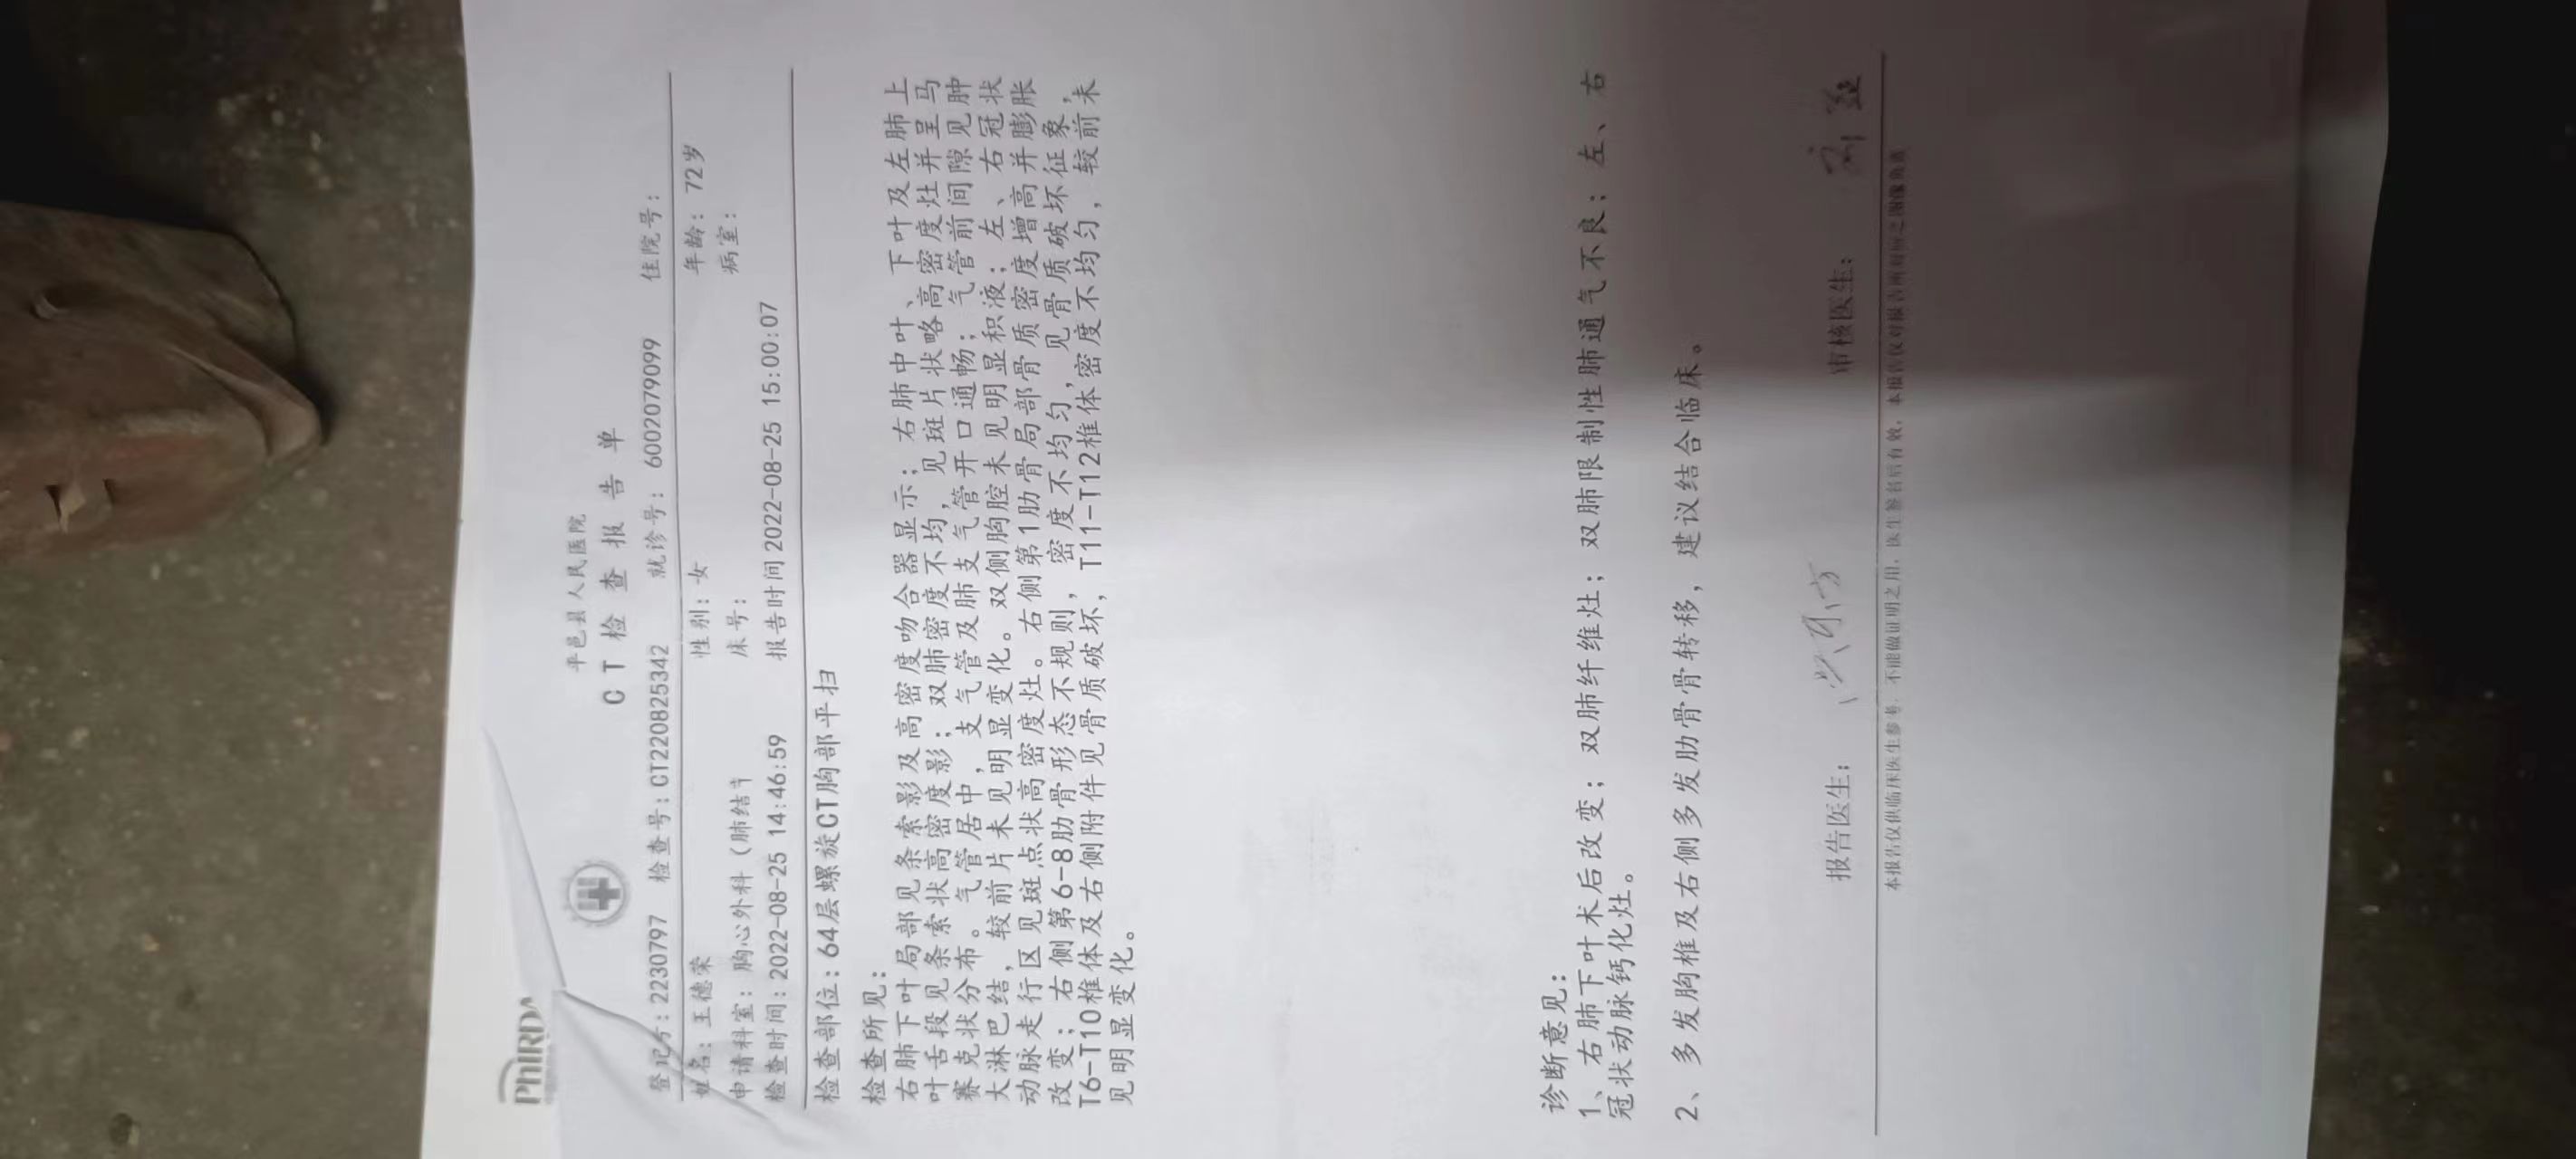 PhIRDA
平邑县人民医院
CT检查报告单
登记号：2230797 检查号：CT220825342 就诊号：6002079099 住院号：
姓名：王德荣 性别：女 年龄：72岁
申请科室：胸心外科（肺结节 床号： 病室：
检查时间：2022-08-25 14:46:59 报告时间2022-08-25 15:00:07
检查部位：64层螺旋CT胸部平扫
检查所见：
右肺下叶局部见条索影及高密度吻合器显示；右肺中叶、下叶及左肺上
叶舌段见条索状高密度影；双肺密度不均，见斑片状略高密度灶并呈马
赛克状分布。气管居中，支气管及肺支气管开口通畅；气管前间隙见肿
大淋巴结，较前片未见明显变化。双侧胸腔未见明显积液；左、右冠状
动脉走行区见斑点状高密度灶。右侧第1肋骨局部骨质密度增高并膨胀
改变；右侧第6-8肋骨形态不规则，密度不均匀，见骨质破坏征象，
T6-T10椎体及右侧附件见骨质破坏，T11-T12椎体密度不均匀，较前未
见明显变化。
诊断意见：
1、右肺下叶术后改变；双肺纤维灶；双肺限制性肺通气不良；左、右
冠状动脉钙化灶。
2、多发胸椎及右侧多发肋骨骨转移，建议结合临床。
报告医生： 审核医生：
本报告仅供临床医生参考，不能做证明之用，医生签名后有效，本报告仅对报告所对应之图像负责